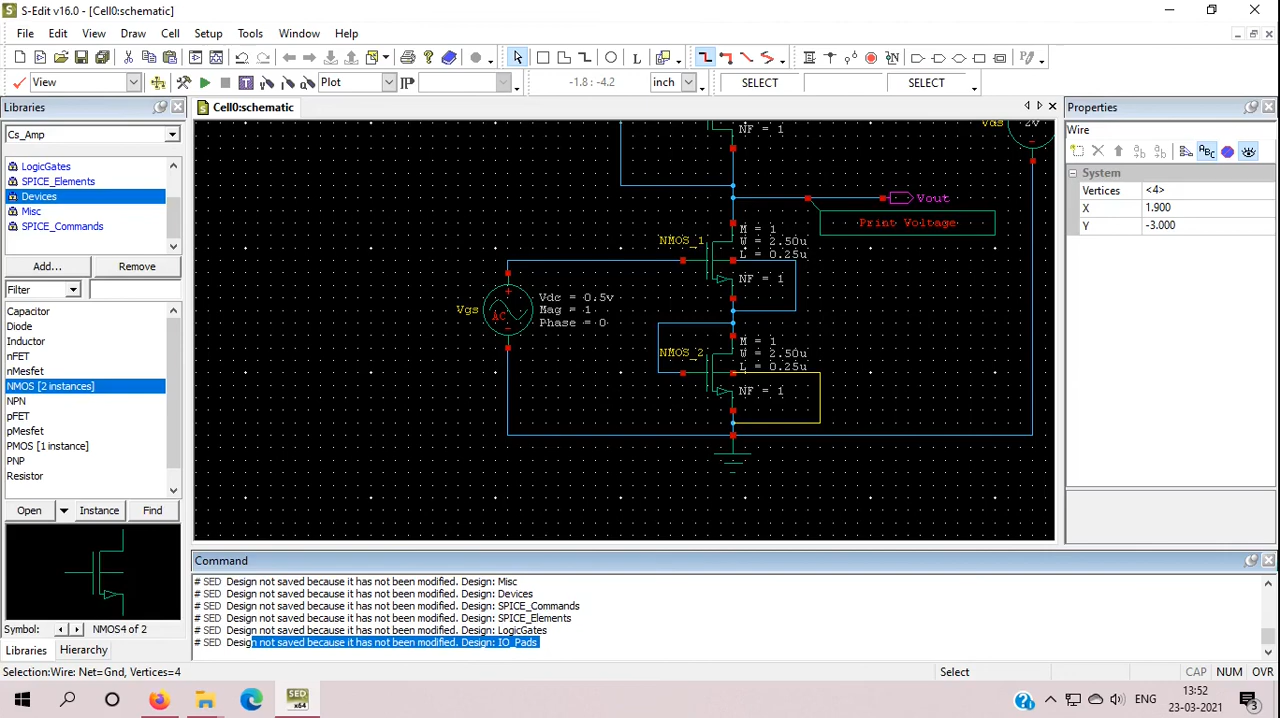 S-Edit v16.0 - [Cell0:schematic]
File Edit View Draw Cell Setup Tools Window Help
View Plot -1.8 : -4.2 inch SELECT SELECT
Libraries
Cs_Amp
LogicGates
SPICE_Elements
Devices
Misc
SPICE_Commands
Add... Remove
Filter
Capacitor
Diode
Inductor
nFET
nMesfet
NMOS [2 instances]
NPN
pFET
pMesfet
PMOS [1 instance]
PNP
Resistor
Open Instance Find
Symbol: NMOS4 of 2
Libraries Hierarchy
Cell0:schematic
NF = 1
Vds 2V
Vout
Print Voltage
NMOS_1
M = 1
W = 2.50u
L = 0.25u
NF = 1
Vgs
AC
Vdc = 0.5v
Mag = 1
Phase = 0
NMOS_2
M = 1
W = 2.50u
L = 0.25u
NF = 1
Properties
Wire
System
Vertices <4>
X 1.900
Y -3.000
Command
# SED Design not saved because it has not been modified. Design: Misc
# SED Design not saved because it has not been modified. Design: Devices
# SED Design not saved because it has not been modified. Design: SPICE_Commands
# SED Design not saved because it has not been modified. Design: SPICE_Elements
# SED Design not saved because it has not been modified. Design: LogicGates
# SED Design not saved because it has not been modified. Design: IO_Pads
Selection:Wire: Net=Gnd, Vertices=4 Select CAP NUM OVR
SED x64
ENG
13:52
23-03-2021
3